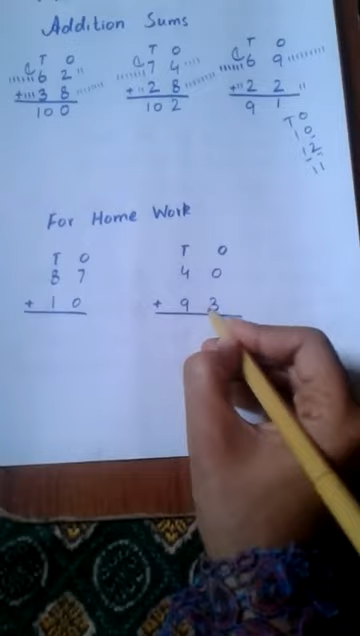 Addition Sums
T O T O T O
C C C
6 2 7 4 6 9
+ 3 8 + 2 8 + 2 2
1 0 0 1 0 2 9 1
T O
1 0
1 2
1 1
For Home Work
T O T O
8 7 4 0
+ 1 0 + 9 3